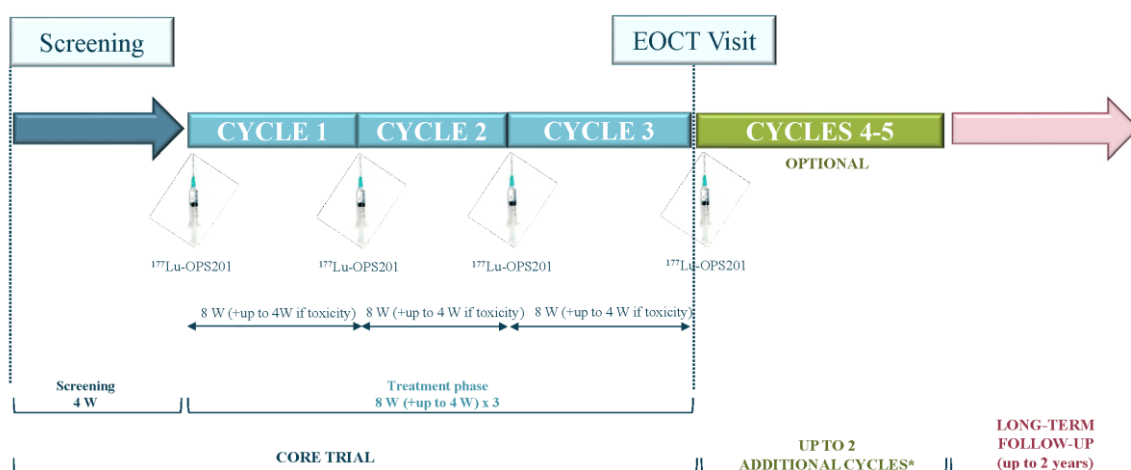 Screening
EOCT Visit
CYCLE 1
CYCLE 2
CYCLE 3
CYCLES 4-5
OPTIONAL
¹⁷⁷Lu-OPS201
¹⁷⁷Lu-OPS201
¹⁷⁷Lu-OPS201
¹⁷⁷Lu-OPS201
8 W (+up to 4W if toxicity)
8 W (+up to 4 W if toxicity)
8 W (+up to 4 W if toxicity)
Screening
4 W
Treatment phase
8 W (+up to 4 W) x 3
CORE TRIAL
UP TO 2
ADDITIONAL CYCLES*
LONG-TERM
FOLLOW-UP
(up to 2 years)